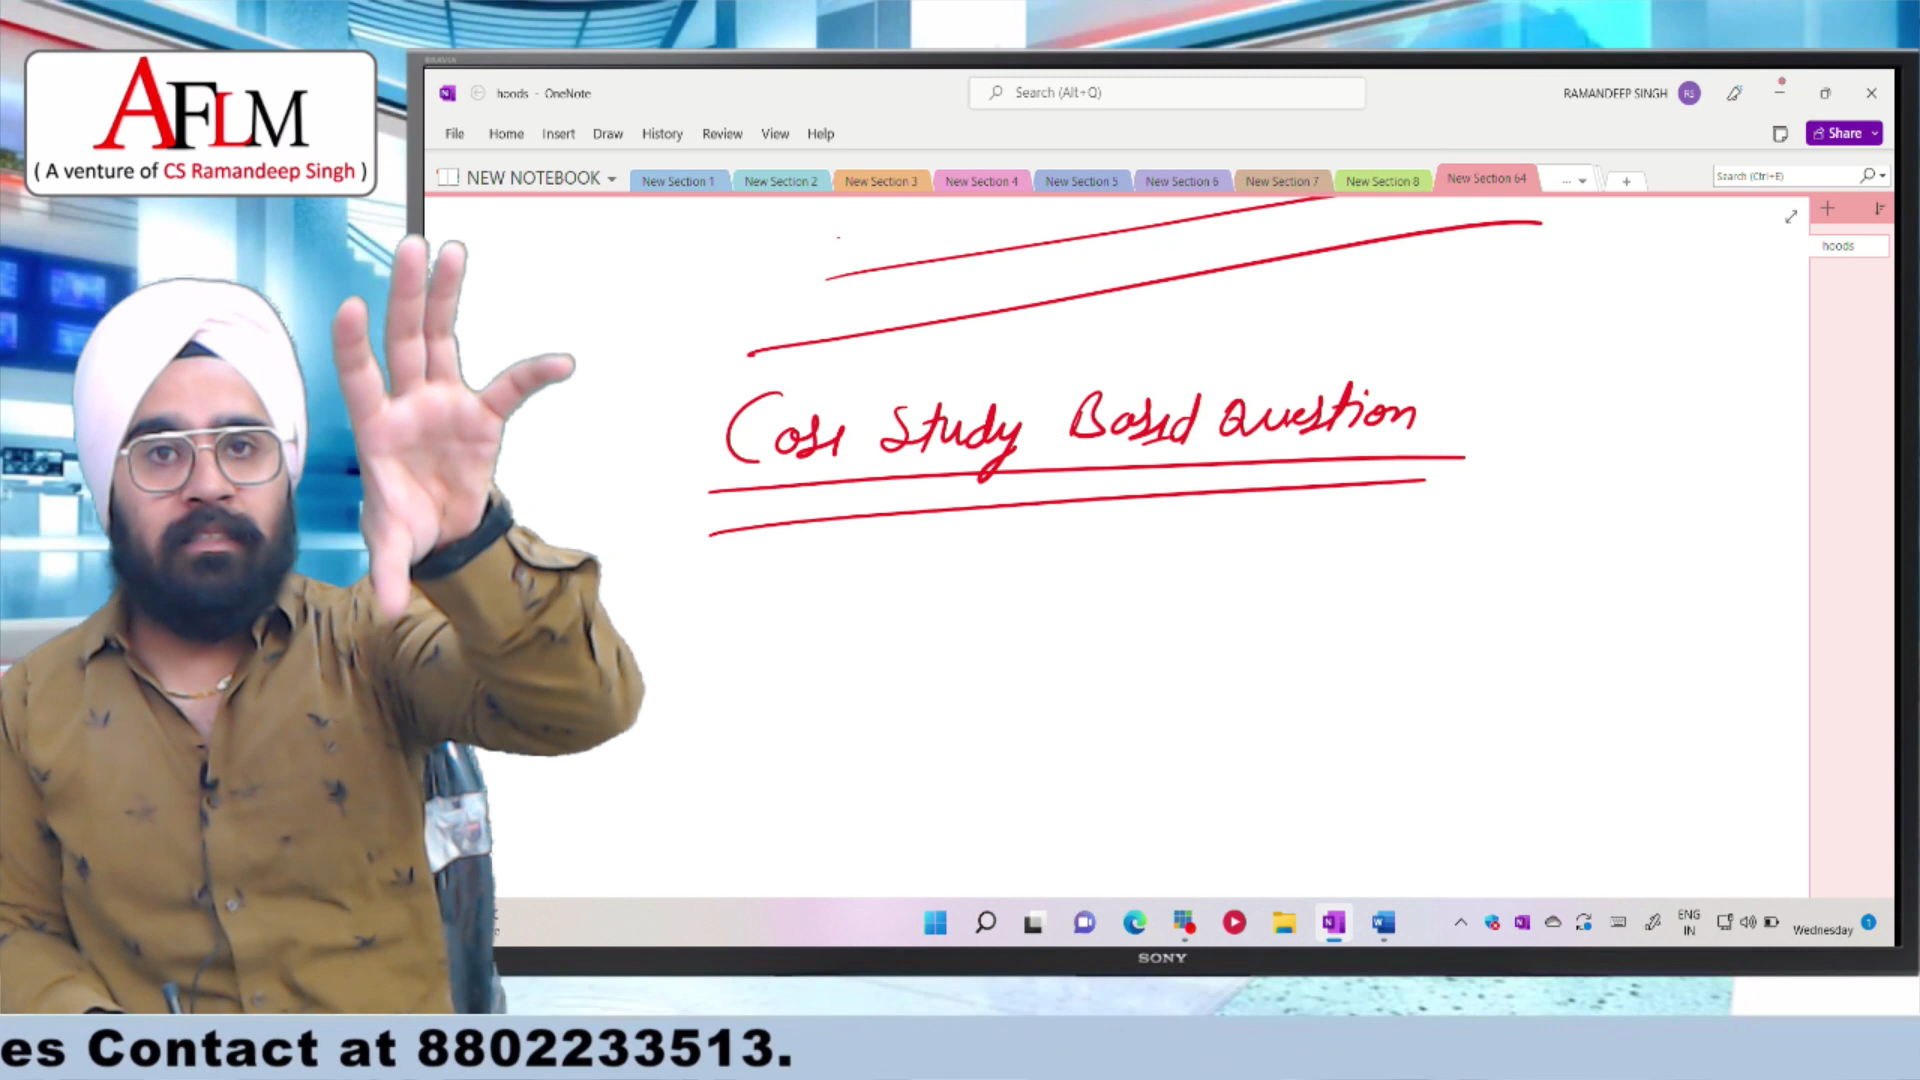 AFLM
( A venture of CS Ramandeep Singh )
BRAVIA
hoods - OneNote
Search (Alt+Q)
RAMANDEEP SINGH
RS
File Home Insert Draw History Review View Help
Share
NEW NOTEBOOK
New Section 1
New Section 2
New Section 3
New Section 4
New Section 5
New Section 6
New Section 7
New Section 8
New Section 64
...
Search (Ctrl+E)
hoods
Case Study Based Question
ENG
IN
Wednesday
1
SONY
es Contact at 8802233513.